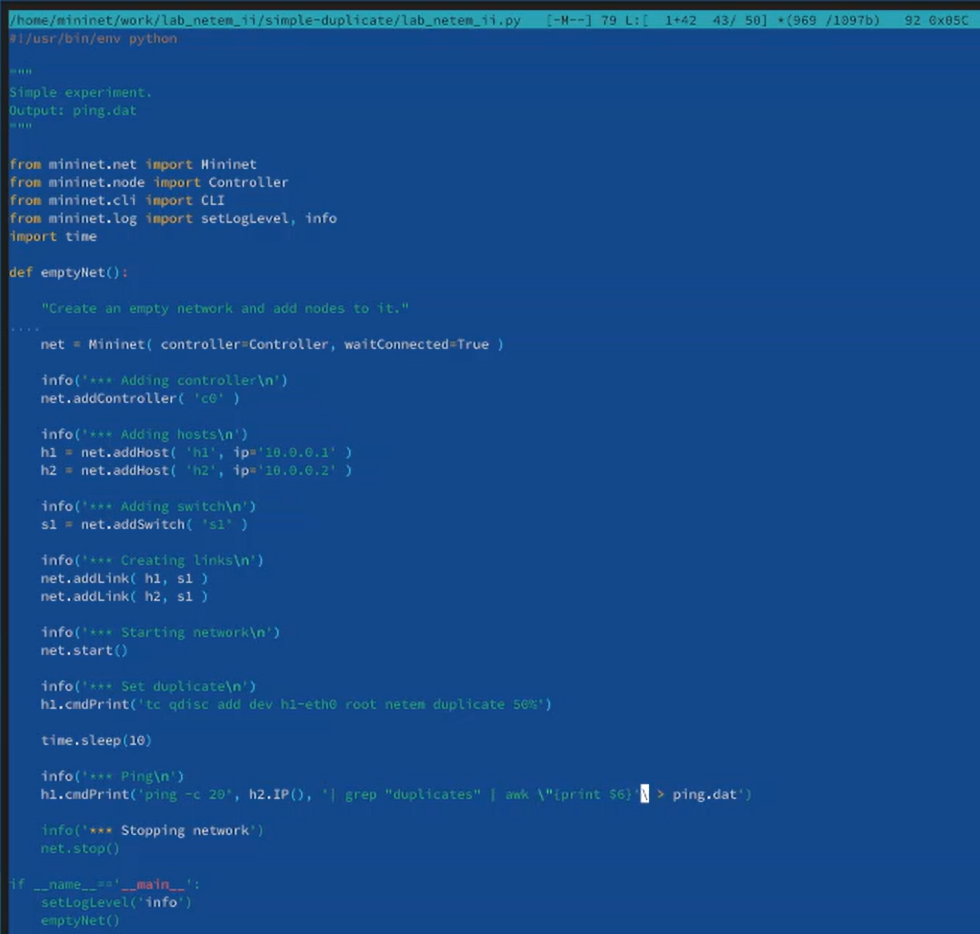 /home/mininet/work/lab_netem_ii/simple-duplicate/lab_netem_ii.py [-M--] 79 L:[ 1+42 43/ 50] *(969 /1097b) 92 0x05C
#!/usr/bin/env python
"""
Simple experiment.
Output: ping.dat
"""
from mininet.net import Mininet
from mininet.node import Controller
from mininet.cli import CLI
from mininet.log import setLogLevel, info
import time
def emptyNet():
"Create an empty network and add nodes to it."
....
net = Mininet( controller=Controller, waitConnected=True )
info('*** Adding controller\n')
net.addController( 'c0' )
info('*** Adding hosts\n')
h1 = net.addHost( 'h1', ip='10.0.0.1' )
h2 = net.addHost( 'h2', ip='10.0.0.2' )
info('*** Adding switch\n')
s1 = net.addSwitch( 's1' )
info('*** Creating links\n')
net.addLink( h1, s1 )
net.addLink( h2, s1 )
info('*** Starting network\n')
net.start()
info('*** Set duplicate\n')
h1.cmdPrint('tc qdisc add dev h1-eth0 root netem duplicate 50%')
time.sleep(10)
info('*** Ping\n')
h1.cmdPrint('ping -c 20', h2.IP(), '| grep "duplicates" | awk \"{print $6}'\ > ping.dat')
info('*** Stopping network')
net.stop()
if __name__=='__main__':
setLogLevel('info')
emptyNet()